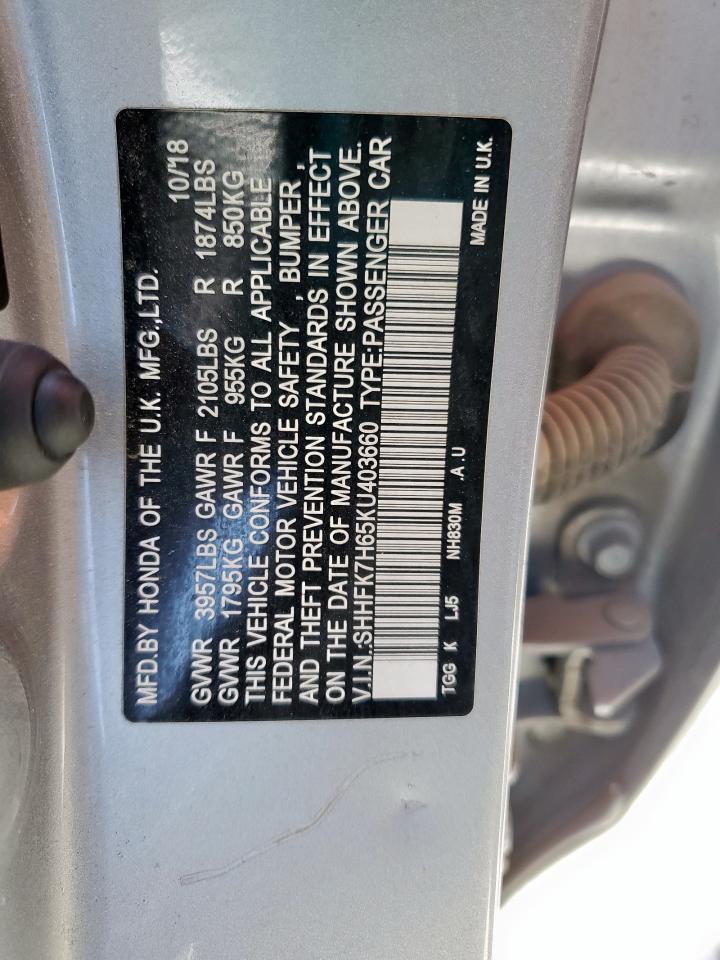 MFD.BY HONDA OF THE U.K. MFG.,LTD. 10/18
GVWR 3957LBS GAWR F 2105LBS R 1874LBS
GVWR 1795KG GAWR F 955KG R 850KG
THIS VEHICLE CONFORMS TO ALL APPLICABLE
FEDERAL MOTOR VEHICLE SAFETY , BUMPER ,
AND THEFT PREVENTION STANDARDS IN EFFECT
ON THE DATE OF MANUFACTURE SHOWN ABOVE.
V.I.N.:SHHFK7H65KU403660 TYPE:PASSENGER CAR
TGG K LJ5 NH830M .A.U MADE IN U.K.